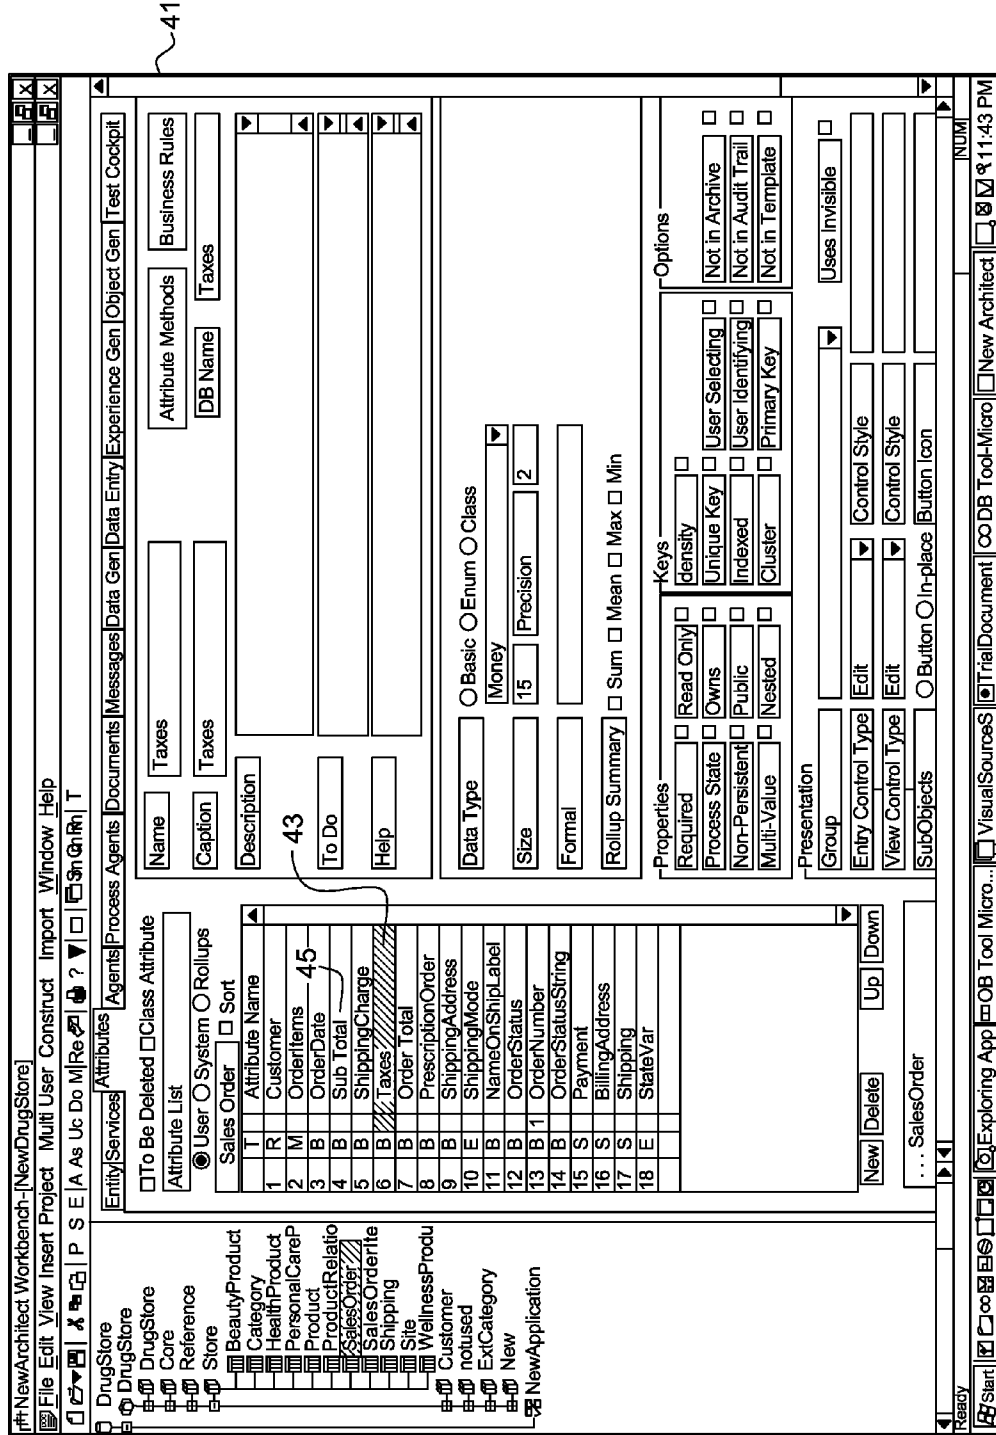 NewArchitect Workbench-[NewDrugStore]
File Edit View Insert Project Multi User Construct Import Window Help
P S E A As Uc Do M Re ? T
DrugStore
DrugStore
DrugStore
Core
Reference
Store
BeautyProduct
Category
HealthProduct
PersonalCareP
Product
ProductRelatio
SalesOrder
SalesOrderIte
Shipping
Site
WellnessProdu
Customer
notused
ExtCategory
New
NewApplication
Entity Services Attributes Agents Process Agents Documents Messages Data Gen Data Entry Experience Gen Object Gen Test Cockpit
To Be Deleted Class Attribute
Attribute List
User System Rollups
Sales Order Sort
T Attribute Name
1 R Customer
2 M OrderItems
3 B OrderDate
4 B Sub Total
5 B ShippingCharge
6 B Taxes
7 B Order Total
8 B PrescriptionOrder
9 B ShippingAddress
10 E ShippingMode
11 B NameOnShipLabel
12 B OrderStatus
13 B 1 OrderNumber
14 B OrderStatusString
15 S Payment
16 S BillingAddress
17 S Shipping
18 E StateVar
45
43
New Delete Up Down
... SalesOrder
Name Taxes Attribute Methods Business Rules
Caption Taxes DB Name Taxes
Description
To Do
Help
Data Type Basic Enum Class
Money
Size 15 Precision 2
Formal
Rollup Summary Sum Mean Max Min
Properties Keys Options
Required Read Only density
Process State Owns Unique Key User Selecting Not in Archive
Non-Persistent Public Indexed User Identifying Not in Audit Trail
Multi-Value Nested Cluster Primary Key Not in Template
Presentation
Group Uses Invisible
Entry Control Type Edit Control Style
View Control Type Edit Control Style
SubObjects Button In-place Button Icon
Ready NUM
Start Exploring App OB Tool Micro... VisualSourceS TrialDocument DB Tool-Micro New Architect 11:43 PM
41